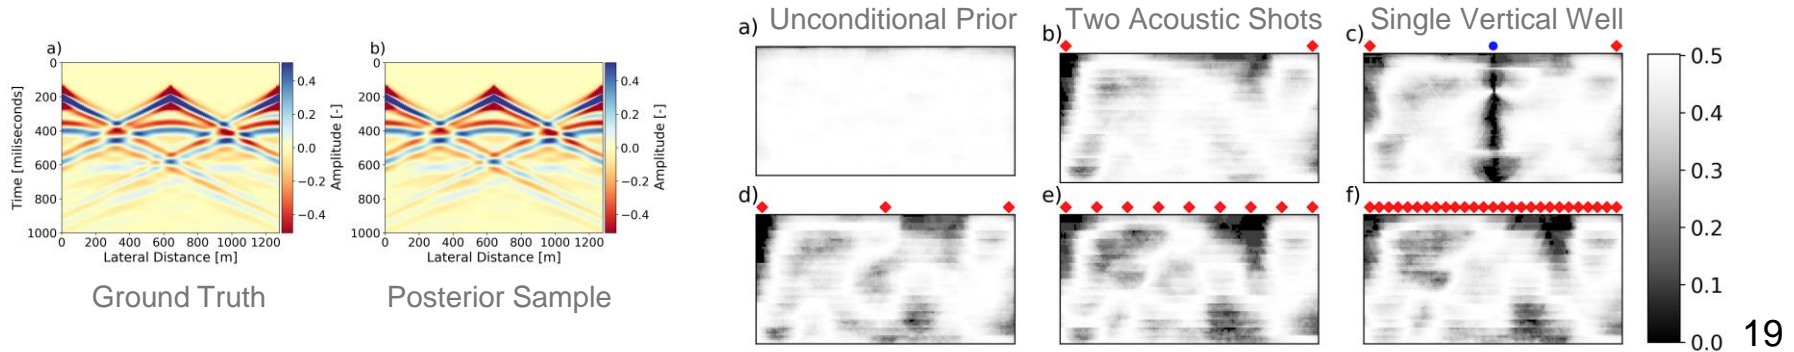 a)
b)
0
200
400
600
800
1000
Time [miliseconds]
0 200 400 600 800 1000 1200
Lateral Distance [m]
0.4
0.2
0.0
−0.2
−0.4
Amplitude [-]
0
200
400
600
800
1000
0 200 400 600 800 1000 1200
Lateral Distance [m]
0.4
0.2
0.0
−0.2
−0.4
Amplitude [-]
Ground Truth
Posterior Sample
a) Unconditional Prior
b) Two Acoustic Shots
c) Single Vertical Well
d)
e)
f)
0.5
0.4
0.3
0.2
0.1
0.0
19